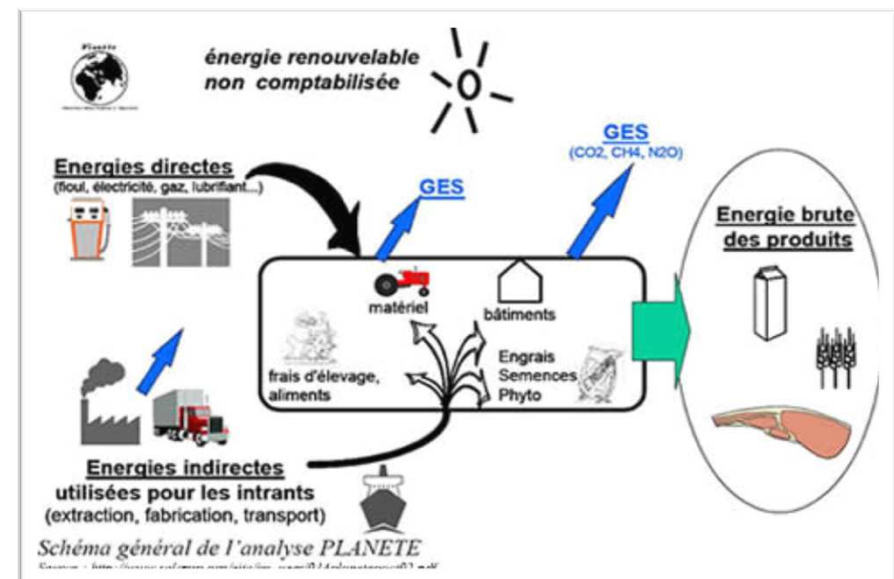 Planète
énergie renouvelable
non comptabilisée
GES
(CO2, CH4, N2O)
Energies directes
(fioul, électricité, gaz, lubrifiant...)
GES
Energie brute
des produits
matériel
bâtiments
frais d'élevage,
aliments
Engrais
Semences
Phyto
Energies indirectes
utilisées pour les intrants
(extraction, fabrication, transport)
Schéma général de l'analyse PLANETE